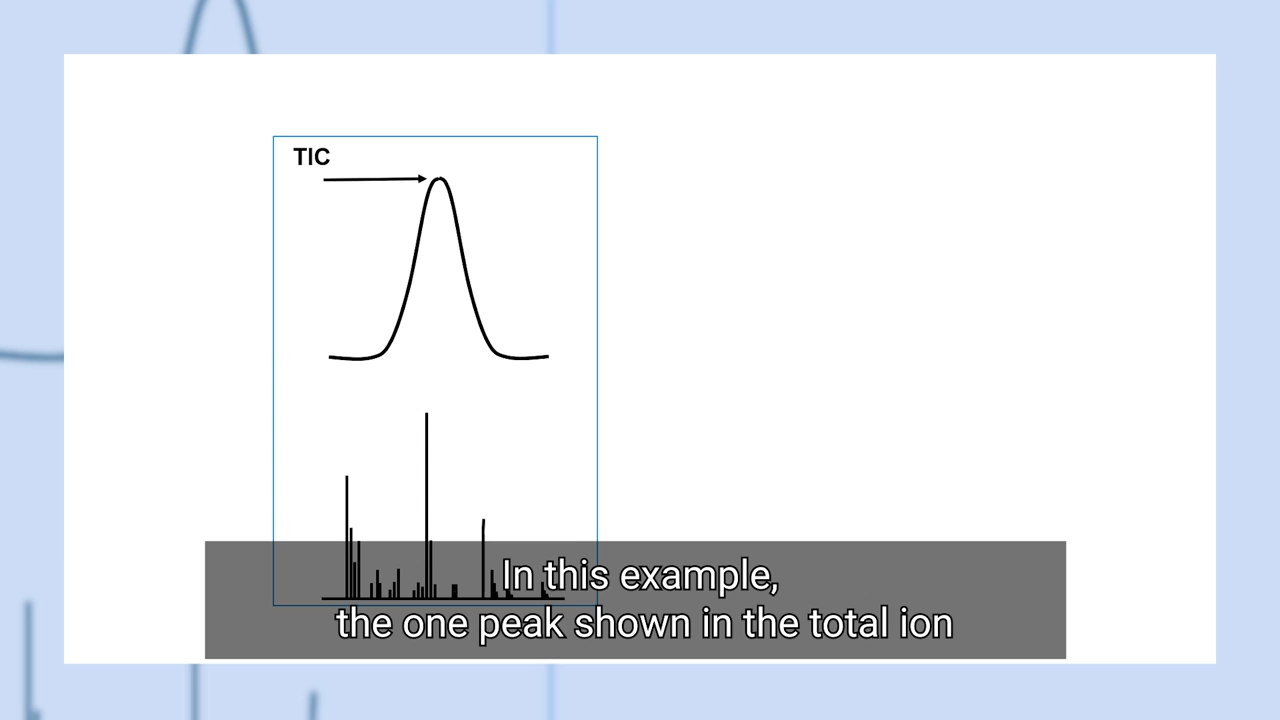 TIC
In this example,
the one peak shown in the total ion